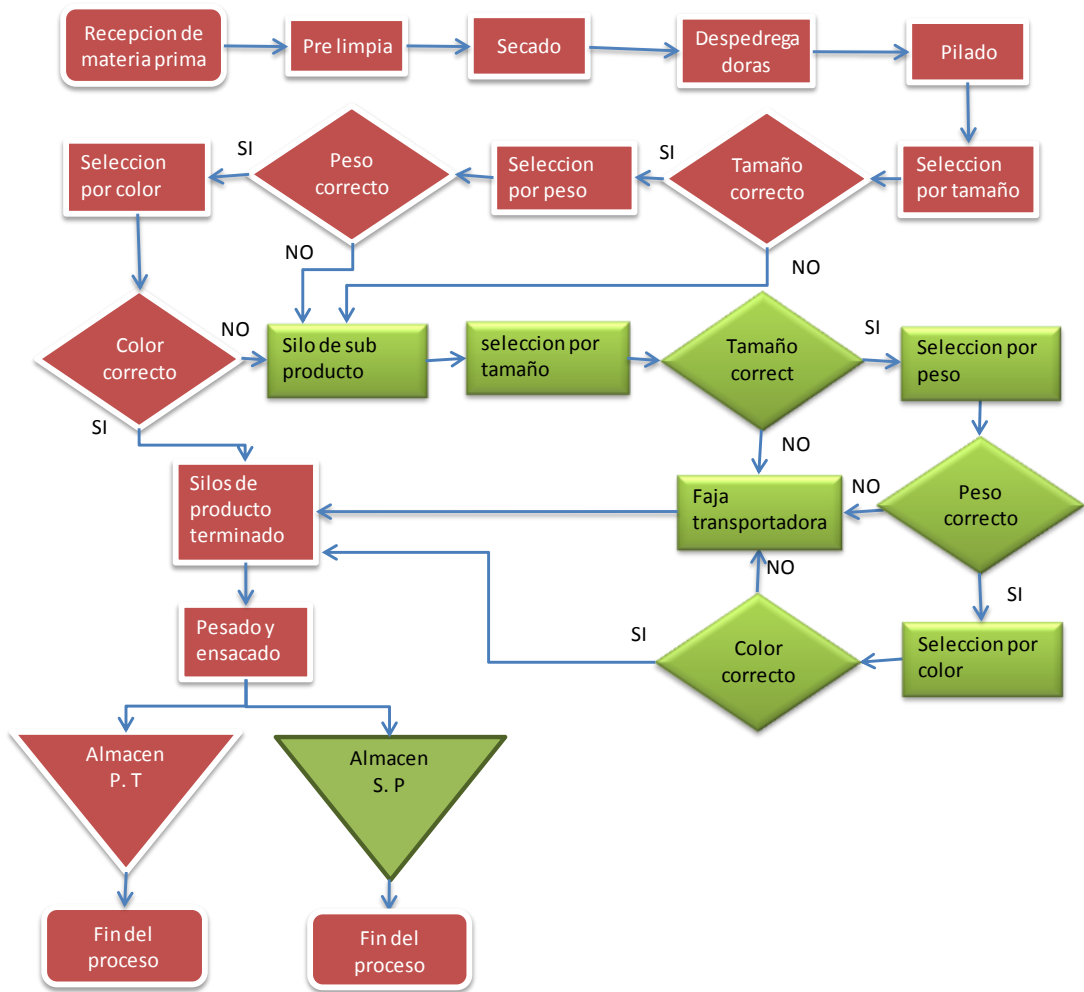 Recepcion de
materia prima
Pre limpia
Secado
Despedrega
doras
Pilado
SI
Seleccion
por color
Peso
correcto
Seleccion
por peso
SI
Tamaño
correcto
Seleccion
por tamaño
NO
NO
Color
correcto
NO
Silo de sub
producto
seleccion por
tamaño
Tamaño
correct
SI
Seleccion por
peso
SI
NO
Silos de
producto
terminado
Faja
transportadora
NO
Peso
correcto
NO
SI
Pesado y
ensacado
SI
Color
correcto
Seleccion por
color
Almacen
P. T
Almacen
S. P
Fin del
proceso
Fin del
proceso